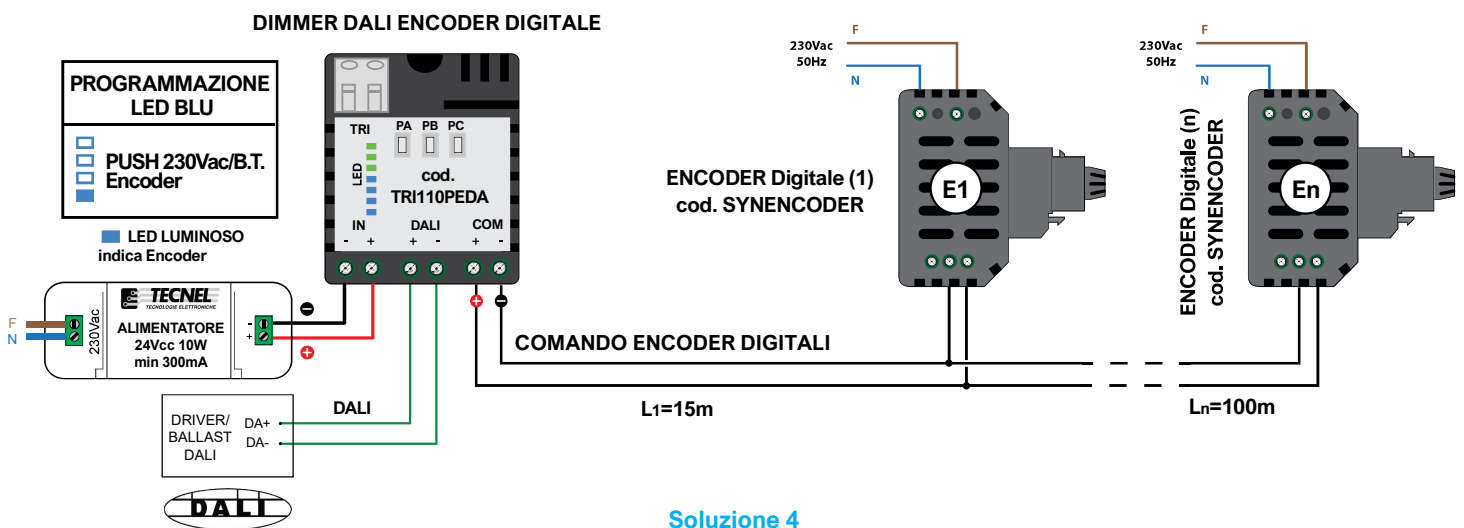 DIMMER DALI ENCODER DIGITALE
PROGRAMMAZIONE
LED BLU
PUSH 230Vac/B.T.
Encoder
LED LUMINOSO
indica Encoder
TRI
PA PB PC
LED
cod.
TRI110PEDA
IN DALI COM
- + + - + -
F
N
230Vac
TECNEL
TECNOLOGIE ELETTRONICHE
ALIMENTATORE
24Vcc 10W
min 300mA
-
+
DRIVER/
BALLAST
DALI
DA+
DA-
DALI
DALI
COMANDO ENCODER DIGITALI
L1=15m
Ln=100m
F
230Vac
50Hz
N
ENCODER Digitale (1)
cod. SYNENCODER
E1
F
230Vac
50Hz
N
ENCODER Digitale (n)
cod. SYNENCODER
En
Soluzione 4